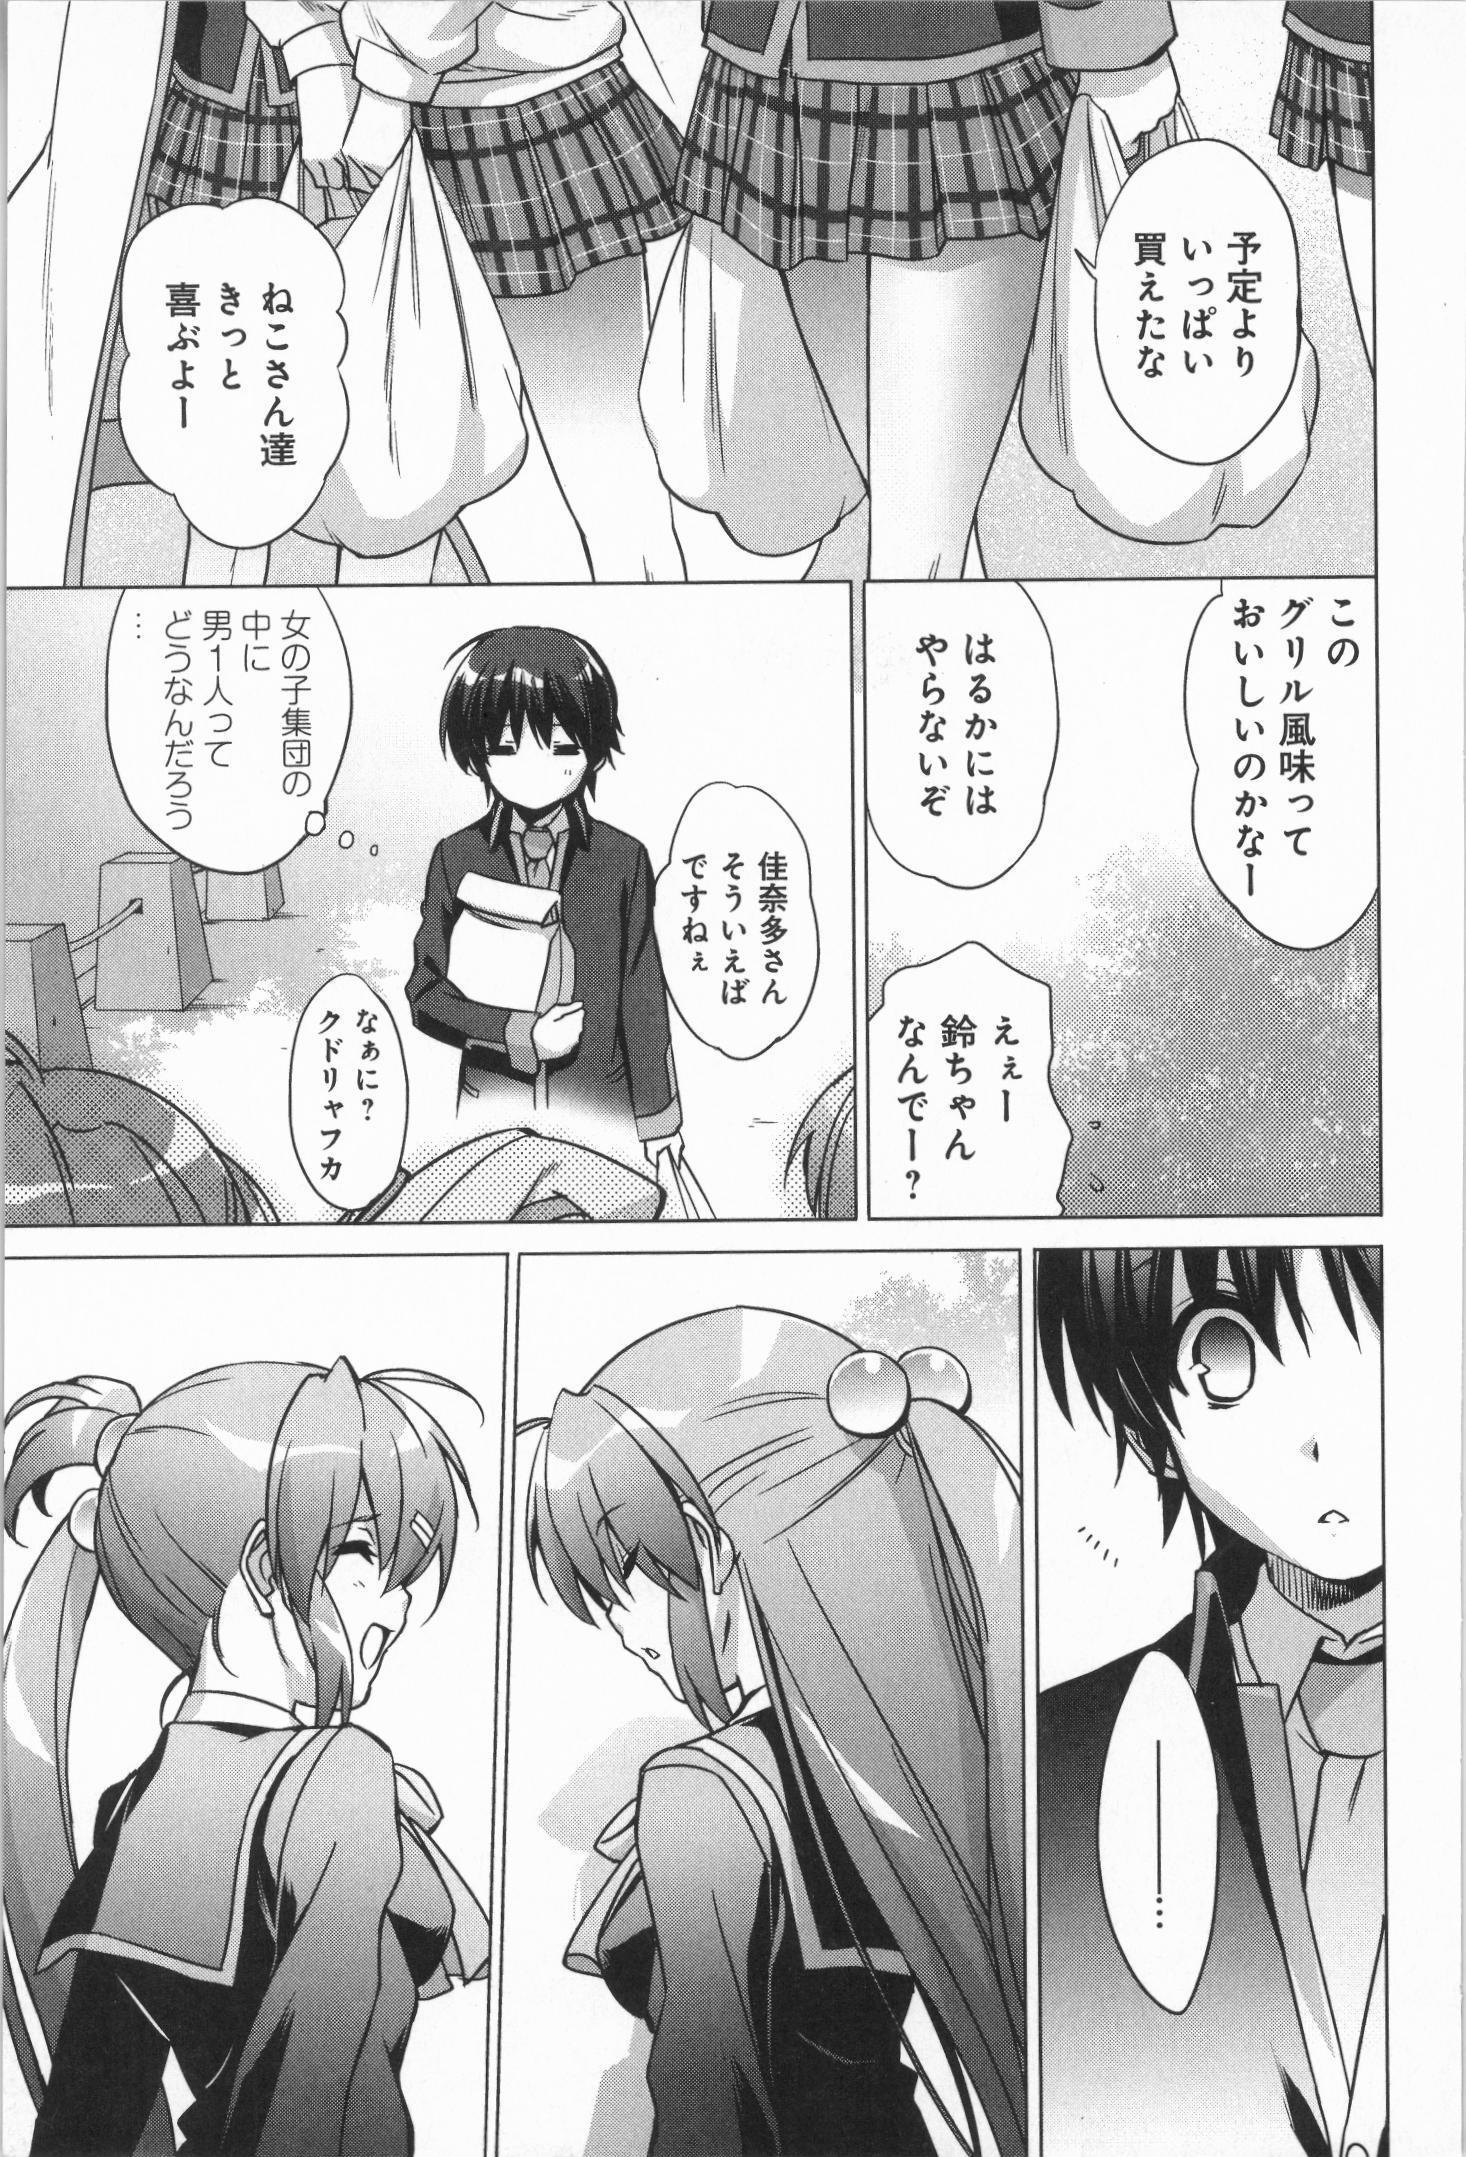 予定より
いっぱい
買えたな
ねこさん達
きっと
喜ぶよー
この
グリル風味って
おいしいのかなー
はるかには
やらないぞ
えぇー
鈴ちゃん
なんでー?
佳奈多さん
そういえば
ですねぇ
なぁに?
クドリャフカ
女の子集団の
中に
男1人って
どうなんだろう
…
――…